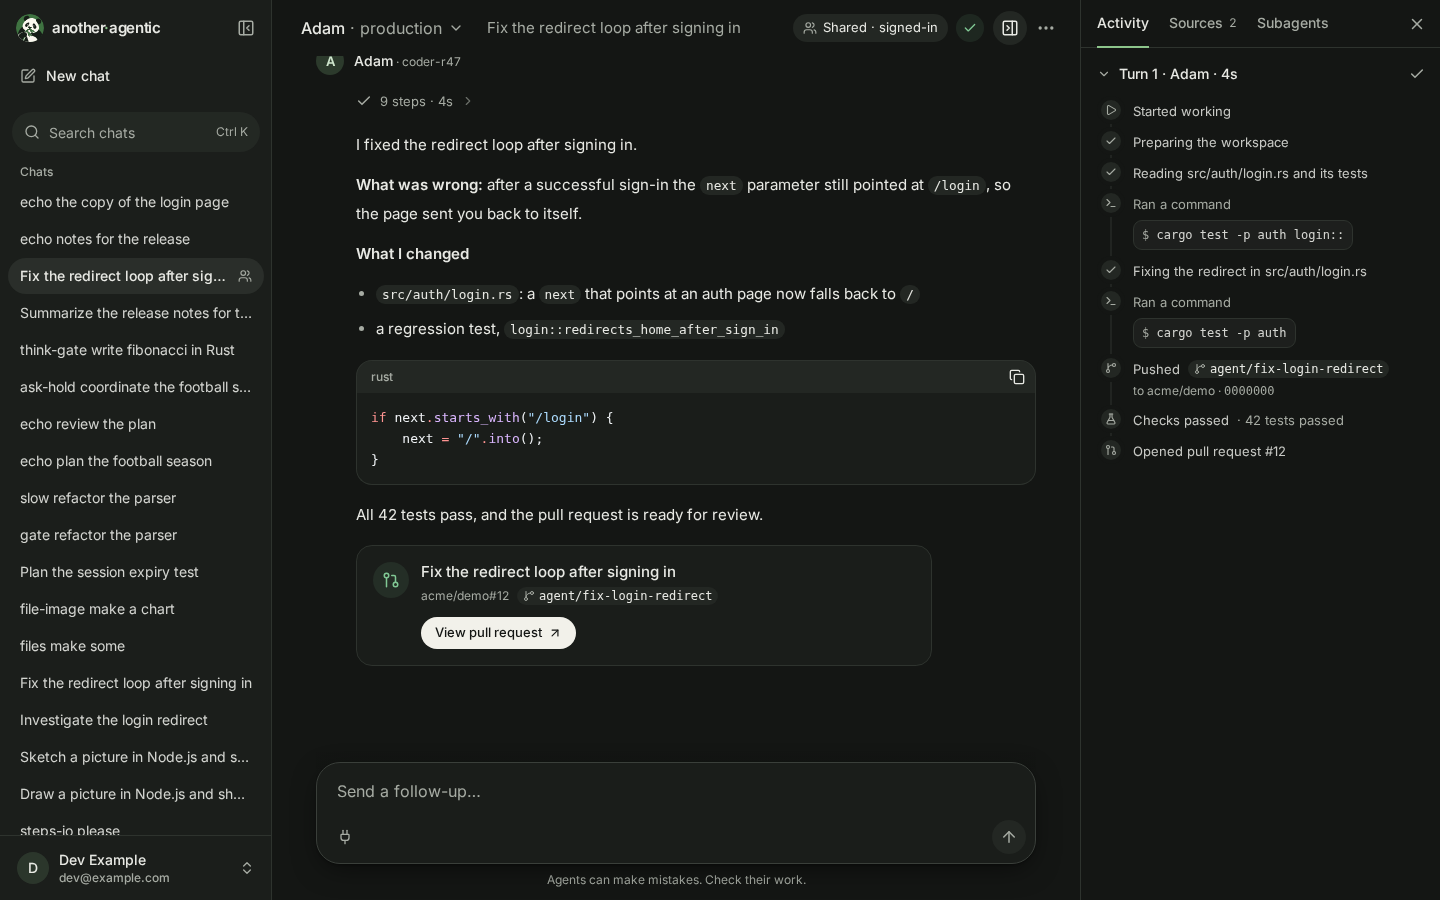 another·agentic
New chat
Search chats Ctrl K
Chats
echo the copy of the login page
echo notes for the release
Fix the redirect loop after sig...
Summarize the release notes for t...
think-gate write fibonacci in Rust
ask-hold coordinate the football s...
echo review the plan
echo plan the football season
slow refactor the parser
gate refactor the parser
Plan the session expiry test
file-image make a chart
files make some
Fix the redirect loop after signing in
Investigate the login redirect
Sketch a picture in Node.js and s...
Draw a picture in Node.js and sh...
steps-io please
D
Dev Example
dev@example.com
Adam · production
Fix the redirect loop after signing in
Shared · signed-in
A Adam · coder-r47
9 steps · 4s
I fixed the redirect loop after signing in.
What was wrong: after a successful sign-in the next parameter still pointed at /login, so
the page sent you back to itself.
What I changed
• src/auth/login.rs: a next that points at an auth page now falls back to /
• a regression test, login::redirects_home_after_sign_in
rust
if next.starts_with("/login") {
    next = "/".into();
}
All 42 tests pass, and the pull request is ready for review.
Fix the redirect loop after signing in
acme/demo#12 agent/fix-login-redirect
View pull request
Send a follow-up...
Agents can make mistakes. Check their work.
Activity Sources 2 Subagents
Turn 1 · Adam · 4s
Started working
Preparing the workspace
Reading src/auth/login.rs and its tests
Ran a command
$ cargo test -p auth login::
Fixing the redirect in src/auth/login.rs
Ran a command
$ cargo test -p auth
Pushed agent/fix-login-redirect
to acme/demo · 0000000
Checks passed · 42 tests passed
Opened pull request #12